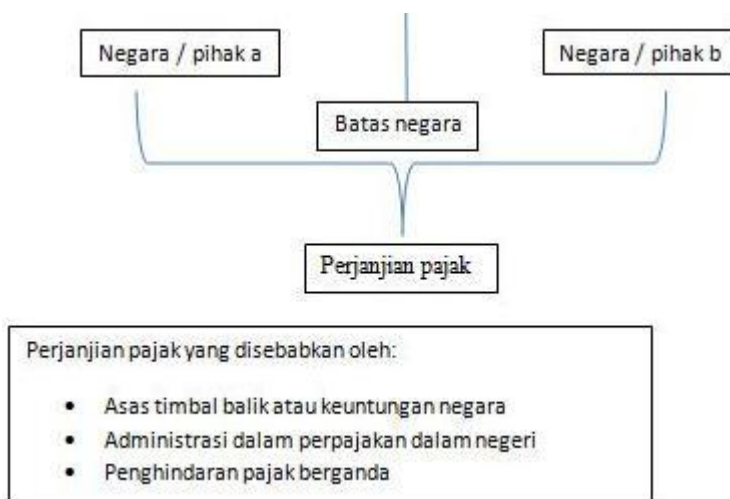 Negara / pihak a
Negara / pihak b
Batas negara
Perjanjian pajak
Perjanjian pajak yang disebabkan oleh:
• Asas timbal balik atau keuntungan negara
• Administrasi dalam perpajakan dalam negeri
• Penghindaran pajak berganda